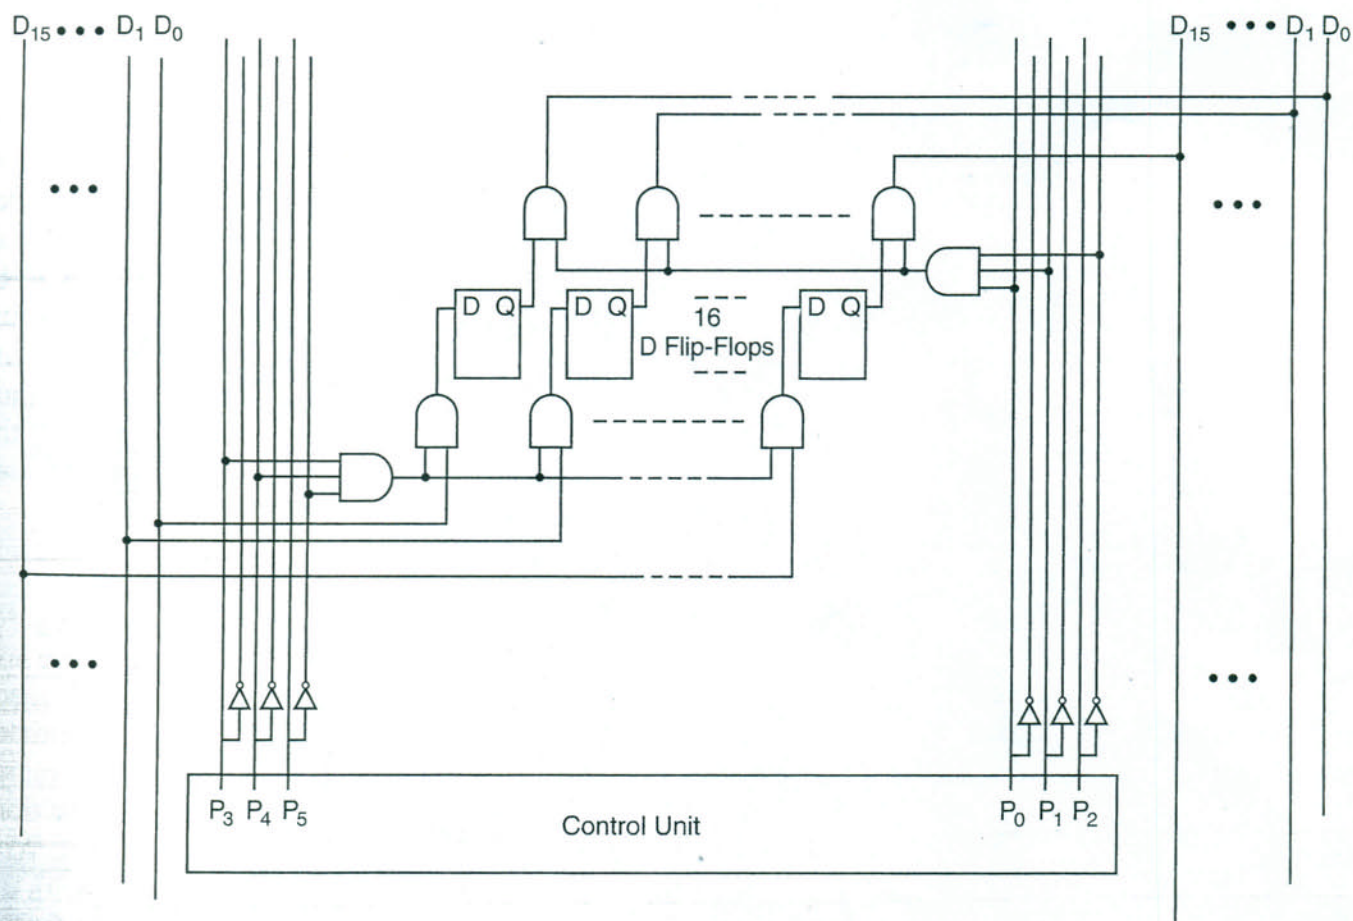 D15 ••• D1 D0
D15 ••• D1 D0
D Q
D Q
D Q
16
D Flip-Flops
P3 P4 P5
P0 P1 P2
Control Unit